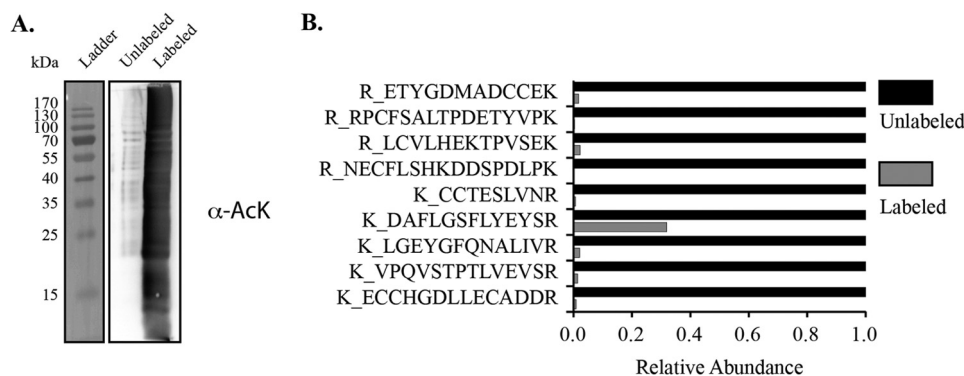 A.
kDa
Ladder
Unlabeled
Labeled
170
130
100
70
55
40
35
25
15
α-AcK
B.
R_ETYGDMADCCEK
R_RPCFSALTPDETYVPK
R_LCVLHEKTPVSEK
R_NECFLSHKDDSPDLPK
K_CCTESLVNR
K_DAFLGSFLYEYSR
K_LGEYGFQNALIVR
K_VPQVSTPTLVEVSR
K_ECCHGDLLECADDR
0.0 0.2 0.4 0.6 0.8 1.0
Relative Abundance
Unlabeled
Labeled